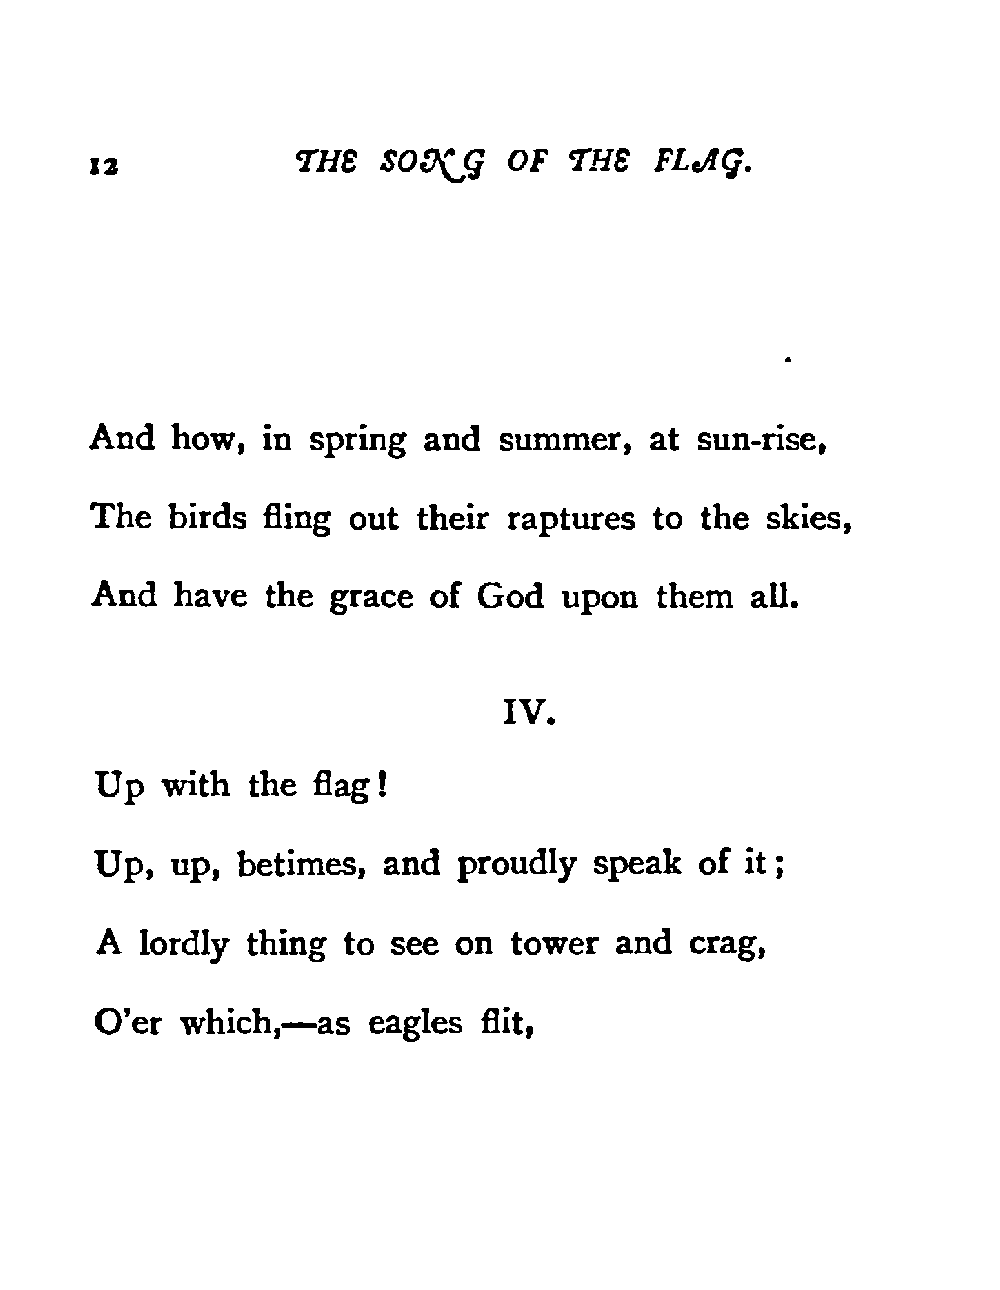 12 THE SONG OF THE FLAG.
And how, in spring and summer, at sun-rise,
The birds fling out their raptures to the skies,
And have the grace of God upon them all.
IV.
Up with the flag!
Up, up, betimes, and proudly speak of it;
A lordly thing to see on tower and crag,
O'er which,—as eagles flit,